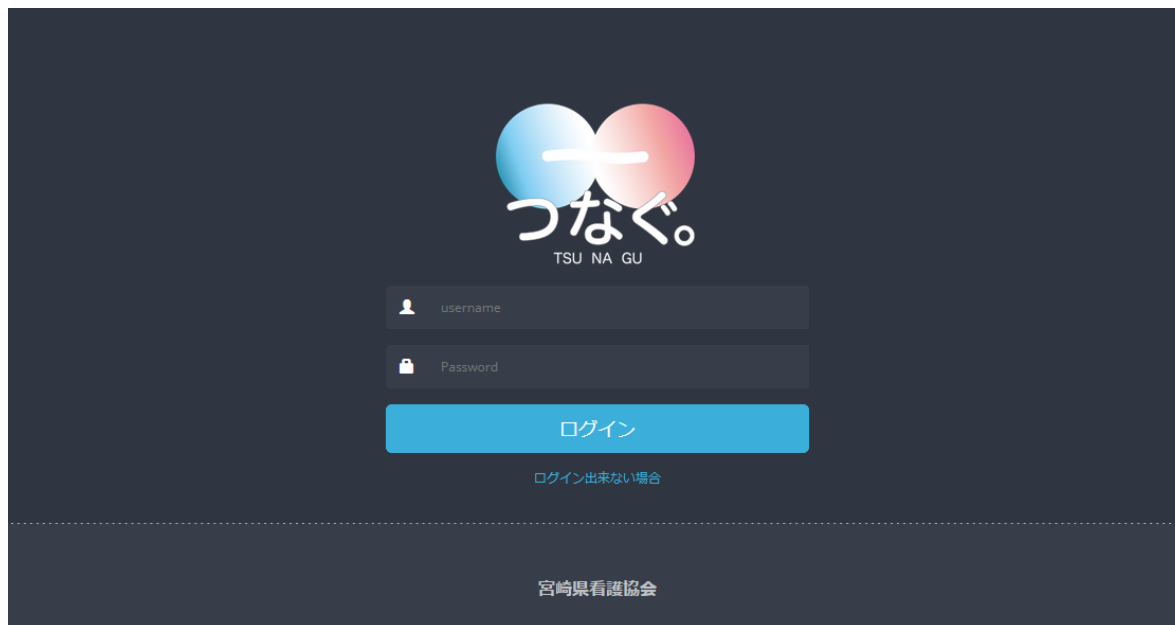 つなぐ。
TSU NA GU
username
Password
ログイン
ログイン出来ない場合
宮崎県看護協会